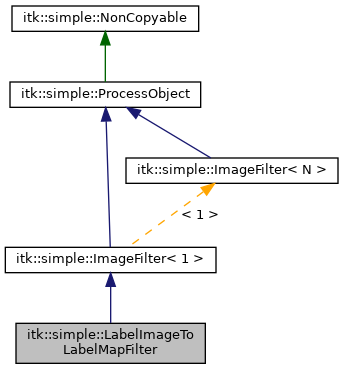 itk::simple::NonCopyable
itk::simple::ProcessObject
itk::simple::ImageFilter< N >
< 1 >
itk::simple::ImageFilter< 1 >
itk::simple::LabelImageTo
LabelMapFilter